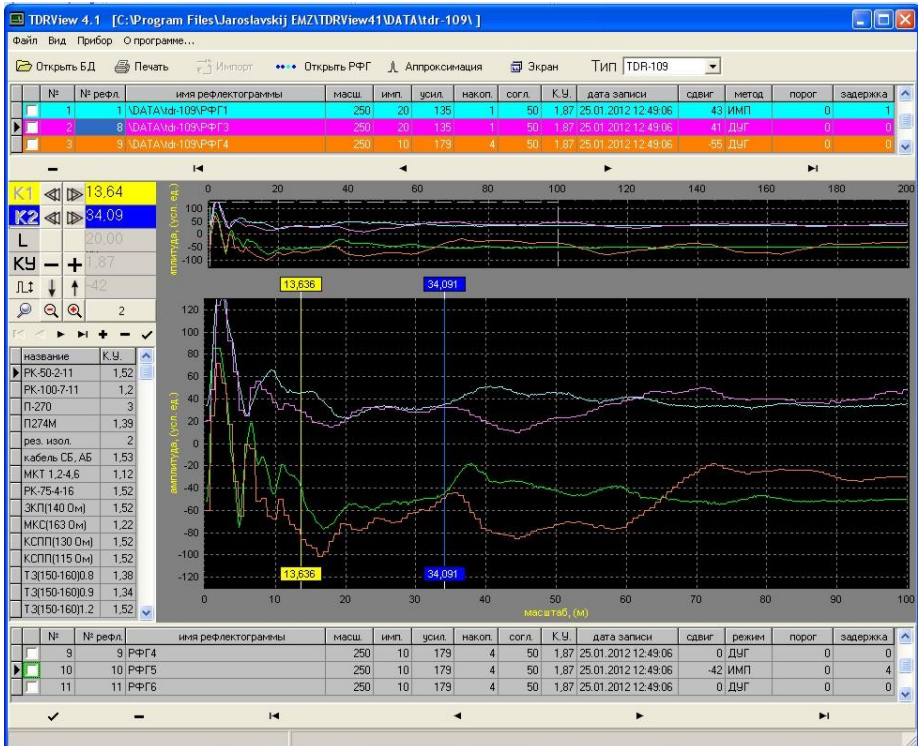 TDRView 4.1 [C:\Program Files\Jaroslavskij EMZ\TDRView41\DATA\tdr-109\ ]
Файл Вид Прибор О программе...
Открыть БД Печать Импорт Открыть РФГ Аппроксимация Экран Тип TDR-109
№ № рефл. имя рефлектограммы масш. имп. усил. накоп. согл. К.У. дата записи сдвиг метод порог задержка
1 1 \DATA\tdr-109\РФГ1 250 20 135 1 50 1,87 25.01.2012 12:49:06 43 ИМП 0 1
2 8 \DATA\tdr-109\РФГ3 250 20 135 1 50 1,87 25.01.2012 12:49:06 41 ДУГ 0 0
3 9 \DATA\tdr-109\РФГ4 250 10 179 4 50 1,87 25.01.2012 12:49:06 -55 ДУГ 0 0
K1 13,64
K2 34,09
L 20,00
КУ 1,87
-42
2
0 20 40 60 80 100 120 140 160 180 200
100
50
0
-50
-100
амплитуда, (усл. ед.)
13,636 34,091
120
100
80
60
40
20
0
-20
-40
-60
-80
-100
-120
амплитуда, (усл. ед.)
13,636 34,091
0 10 20 30 40 50 60 70 80 90 100
масштаб, (м)
название К.У.
РК-50-2-11 1,52
РК-100-7-11 1,2
П-270 3
П274М 1,39
рез. изол. 2
кабель СБ, АБ 1,53
МКТ 1,2-4,6 1,12
РК-75-4-16 1,52
ЗКП(140 Ом) 1,52
МКС(163 Ом) 1,22
КСПП(130 Ом) 1,52
КСПП(115 Ом) 1,52
ТЗ(150-160)0.8 1,38
ТЗ(150-160)0.9 1,34
ТЗ(150-160)1.2 1,52
№ № рефл. имя рефлектограммы масш. имп. усил. накоп. согл. К.У. дата записи сдвиг режим порог задержка
9 9 РФГ4 250 10 179 4 50 1,87 25.01.2012 12:49:06 0 ДУГ 0 0
10 10 РФГ5 250 10 179 4 50 1,87 25.01.2012 12:49:06 -42 ИМП 0 4
11 11 РФГ6 250 10 179 4 50 1,87 25.01.2012 12:49:06 0 ДУГ 0 0